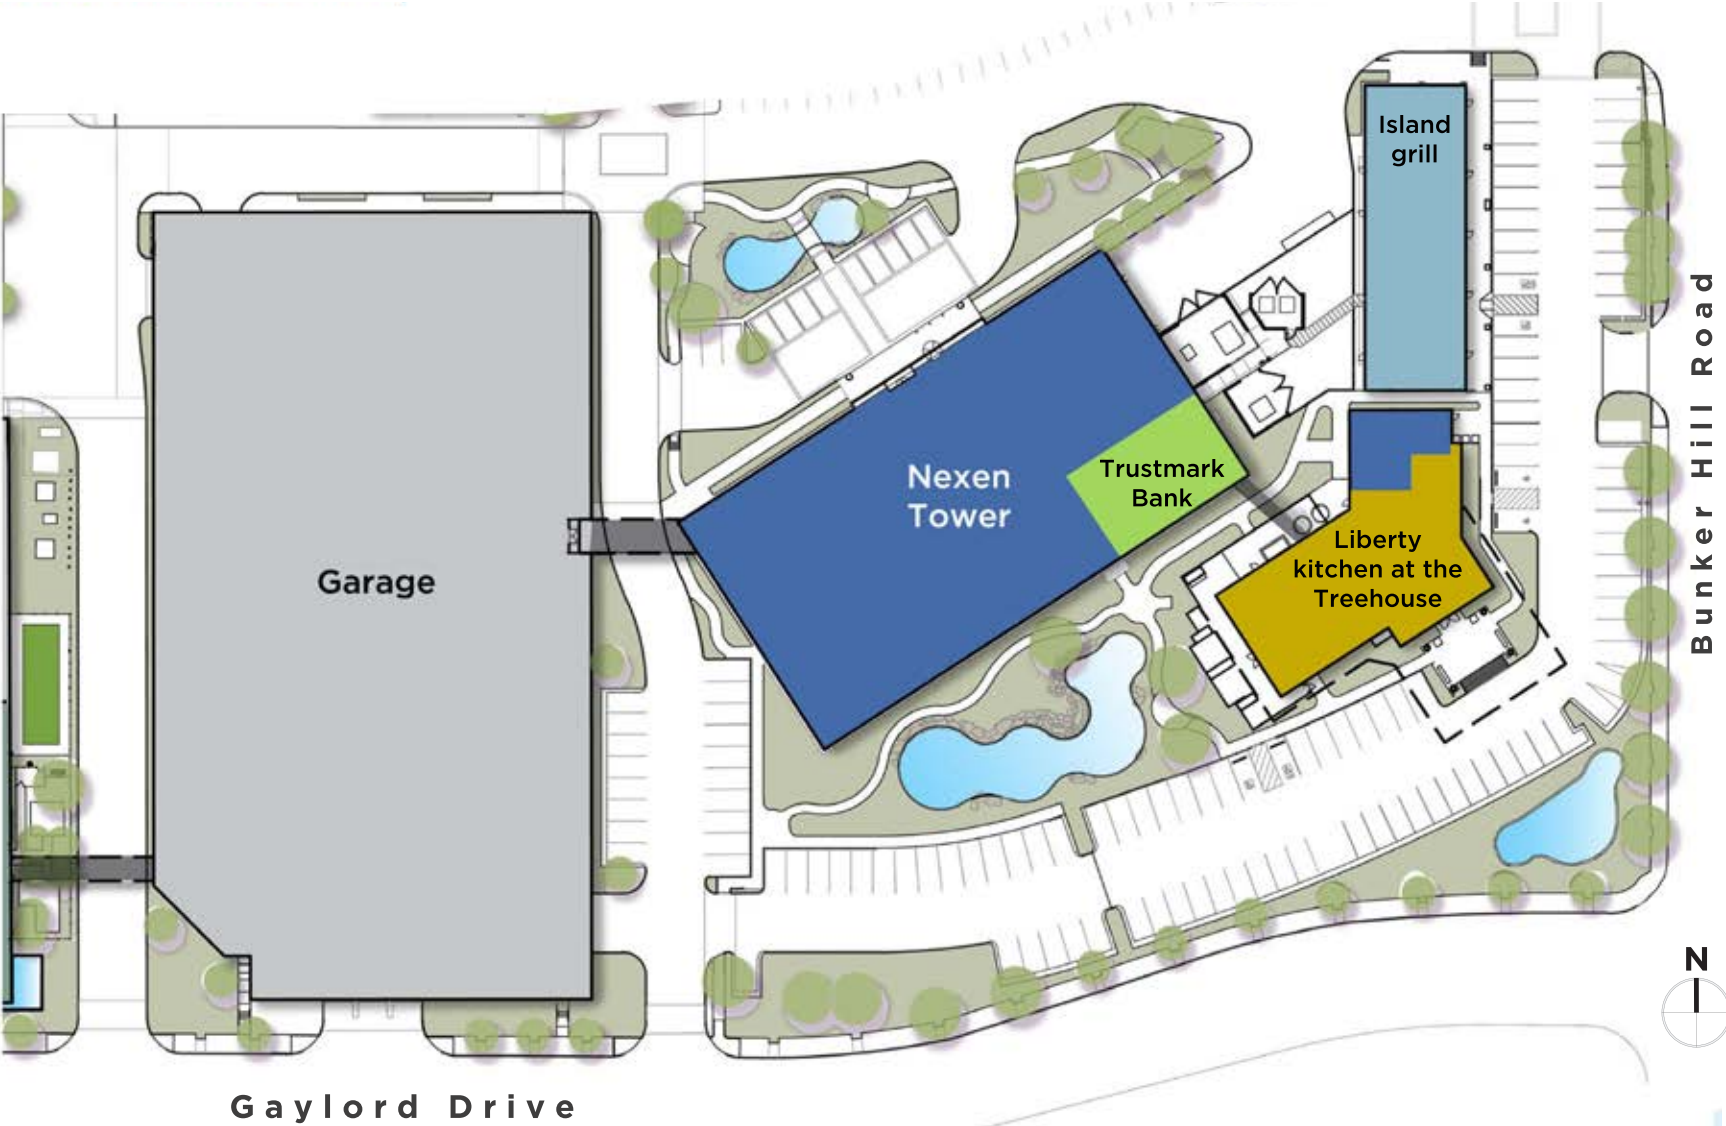 Island
grill
Nexen
Tower
Trustmark
Bank
Garage
Liberty
kitchen at the
Treehouse
Bunker Hill Road
N
Gaylord Drive